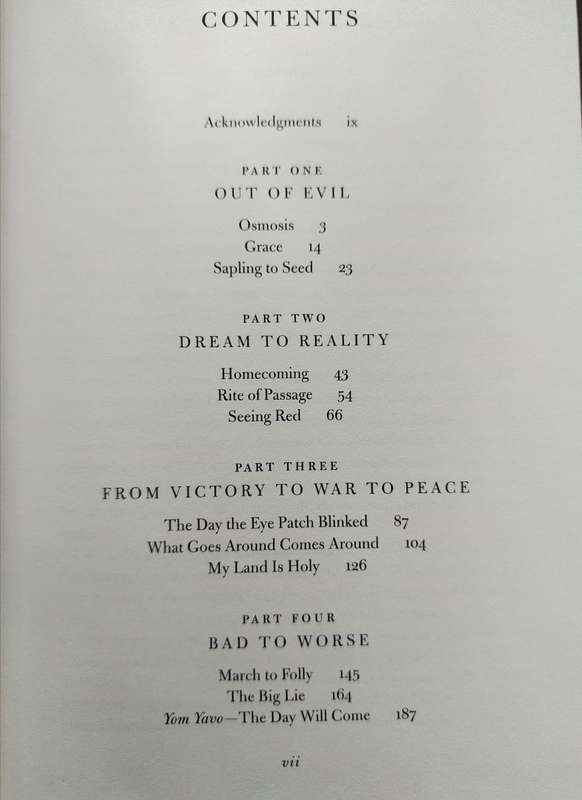 CONTENTS
Acknowledgments ix
PART ONE
OUT OF EVIL
Osmosis 3
Grace 14
Sapling to Seed 23
PART TWO
DREAM TO REALITY
Homecoming 43
Rite of Passage 54
Seeing Red 66
PART THREE
FROM VICTORY TO WAR TO PEACE
The Day the Eye Patch Blinked 87
What Goes Around Comes Around 104
My Land Is Holy 126
PART FOUR
BAD TO WORSE
March to Folly 145
The Big Lie 164
Yom Yavo—The Day Will Come 187
vii